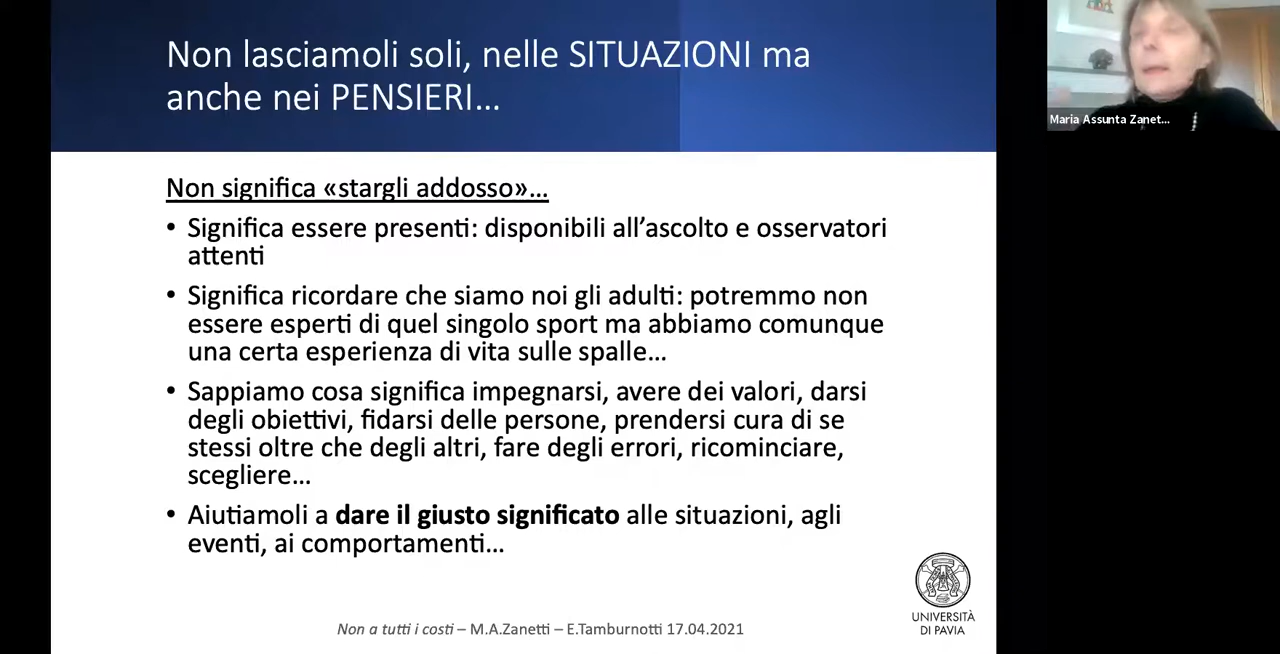 Non lasciamoli soli, nelle SITUAZIONI ma
anche nei PENSIERI…
Maria Assunta Zanet...
Non significa «stargli addosso»…
• Significa essere presenti: disponibili all’ascolto e osservatori
attenti
• Significa ricordare che siamo noi gli adulti: potremmo non
essere esperti di quel singolo sport ma abbiamo comunque
una certa esperienza di vita sulle spalle…
• Sappiamo cosa significa impegnarsi, avere dei valori, darsi
degli obiettivi, fidarsi delle persone, prendersi cura di se
stessi oltre che degli altri, fare degli errori, ricominciare,
scegliere…
• Aiutiamoli a dare il giusto significato alle situazioni, agli
eventi, ai comportamenti…
UNIVERSITÀ
DI PAVIA
Non a tutti i costi – M.A.Zanetti – E.Tamburnotti 17.04.2021